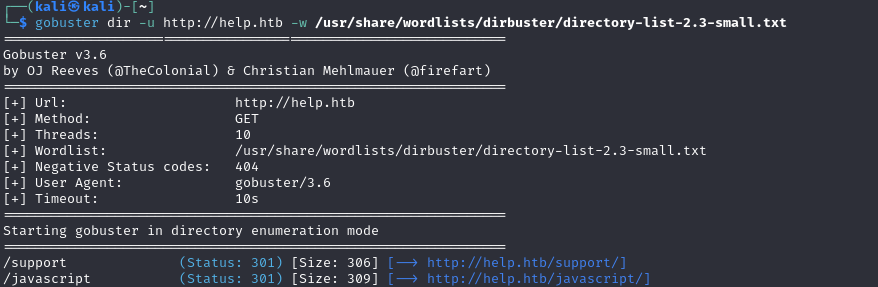 ┌──(kali㉿kali)-[~]
└─$ gobuster dir -u http://help.htb -w /usr/share/wordlists/dirbuster/directory-list-2.3-small.txt
===============================================================
Gobuster v3.6
by OJ Reeves (@TheColonial) & Christian Mehlmauer (@firefart)
===============================================================
[+] Url:                     http://help.htb
[+] Method:                  GET
[+] Threads:                 10
[+] Wordlist:                /usr/share/wordlists/dirbuster/directory-list-2.3-small.txt
[+] Negative Status codes:   404
[+] User Agent:              gobuster/3.6
[+] Timeout:                 10s
===============================================================
Starting gobuster in directory enumeration mode
===============================================================
/support              (Status: 301) [Size: 306] [--> http://help.htb/support/]
/javascript           (Status: 301) [Size: 309] [--> http://help.htb/javascript/]